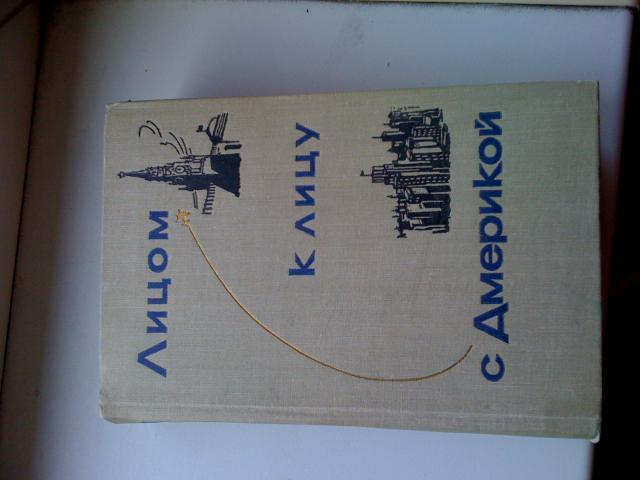 Лицом
к лицу
с Америкой